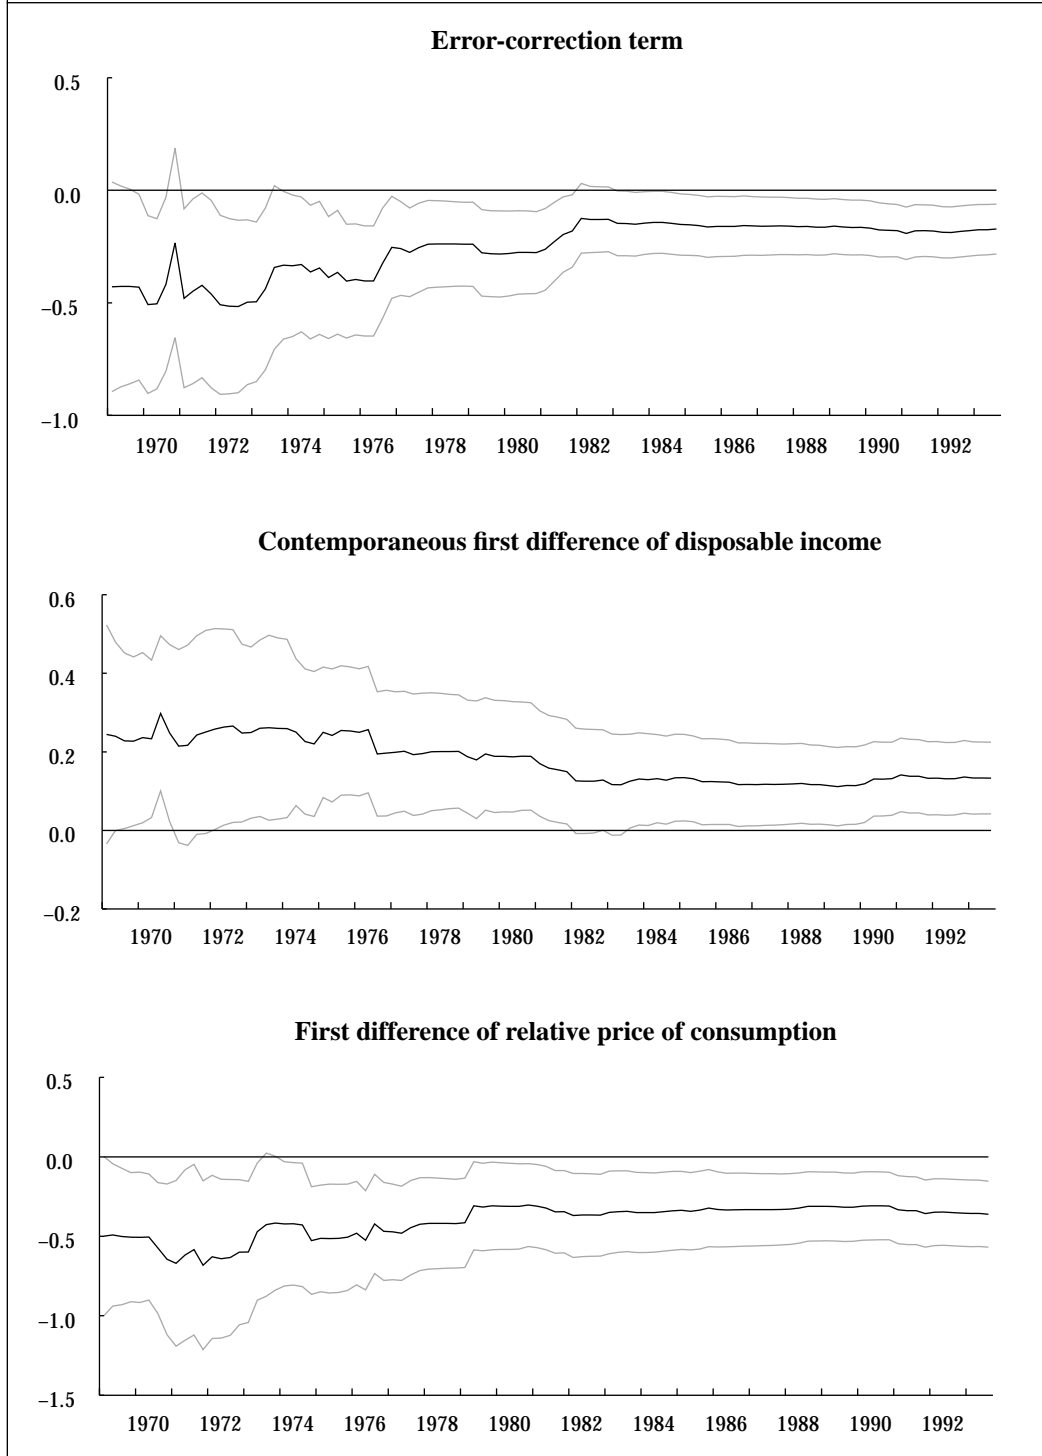 Error-correction term
0.5
0.0
–0.5
–1.0
1970 1972 1974 1976 1978 1980 1982 1984 1986 1988 1990 1992
Contemporaneous first difference of disposable income
0.6
0.4
0.2
0.0
–0.2
1970 1972 1974 1976 1978 1980 1982 1984 1986 1988 1990 1992
First difference of relative price of consumption
0.5
0.0
–0.5
–1.0
–1.5
1970 1972 1974 1976 1978 1980 1982 1984 1986 1988 1990 1992